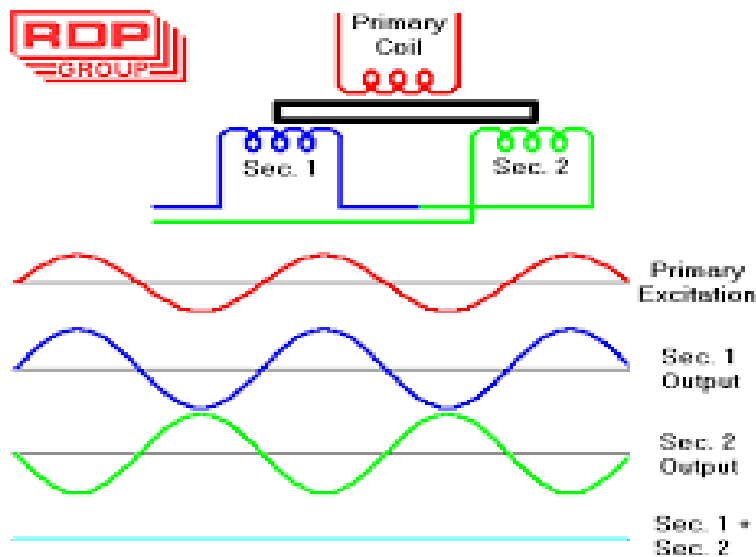 RDP
GROUP
Primary
Coil
Sec. 1
Sec. 2
Primary
Excitation
Sec. 1
Output
Sec. 2
Output
Sec. 1 +
Sec. 2